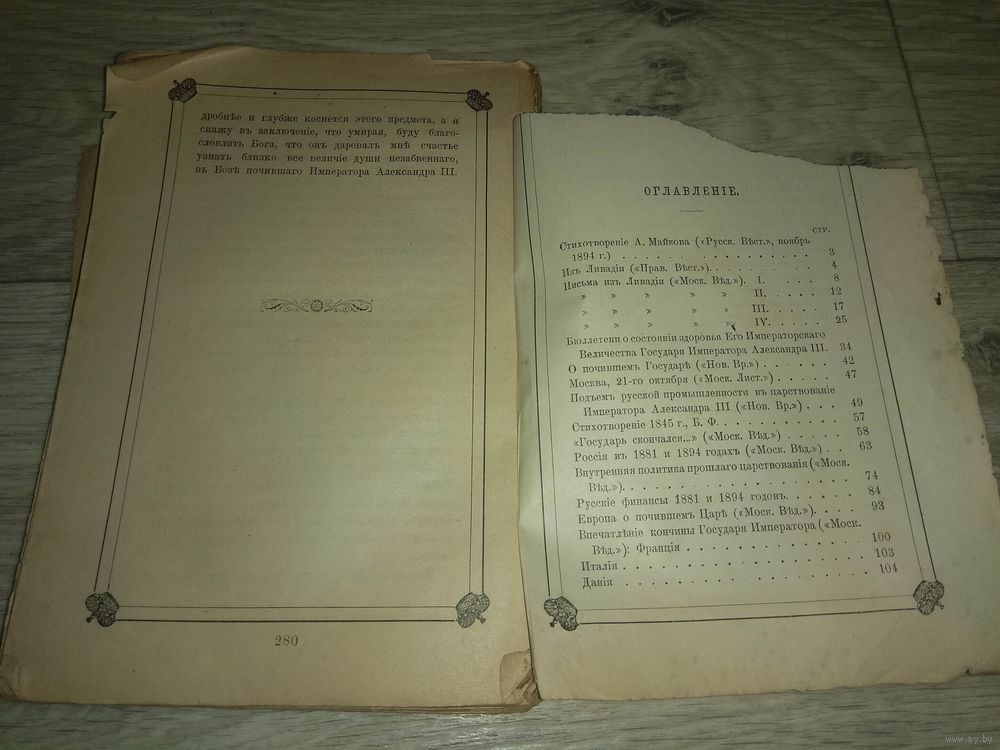 дробнѣе и глубже коснется этого предмета, а я
скажу въ заключеніе, что умирая, буду благо-
словлять Бога, что онъ даровалъ мнѣ счастье
узнать близко все величіе души незабвеннаго,
въ Бозѣ почившаго Императора Александра III.
280
ОГЛАВЛЕНІЕ.
СТР.
Стихотвореніе А. Майкова («Русск. Вѣст.», ноябрь
1894 г.) . . . . . . . . . . . . . 3
Изъ Ливадіи («Прав. Вѣст.»). . . . . . . . . 4
Письма изъ Ливадіи («Моск. Вѣд.»). I. . . . . 8
» » » » » II. . . . . 12
» » » » » III. . . . . 17
» » » » » IV. . . . . 25
Бюллетени о состояніи здоровья Его Императорскаго
Величества Государя Императора Александра III. 34
О почившемъ Государѣ («Нов. Вр.») . . . . . . 42
Москва, 21-го октября («Моск. Лист.») . . . . . 47
Подъемъ русской промышленности въ царствованіе
Императора Александра III («Нов. Вр.») . . . 49
Стихотвореніе 1845 г., Б. Ф. . . . . . . . . 57
«Государь скончался...» («Моск. Вѣд.») . . . . . 58
Россія въ 1881 и 1894 годахъ («Моск. Вѣд.») . . 63
Внутренняя политика прошлаго царствованія («Моск.
Вѣд.»). . . . . . . . . . . . . . 74
Русскіе финансы 1881 и 1894 годовъ. . . . . . 84
Европа о почившемъ Царѣ («Моск. Вѣд.»). . . . 93
Впечатлѣніе кончины Государя Императора («Моск.
Вѣд.»): Франція . . . . . . . . . . 100
Италія . . . . . . . . . . . . . . 103
Данія . . . . . . . . . . . . . . 104
www.ay.by